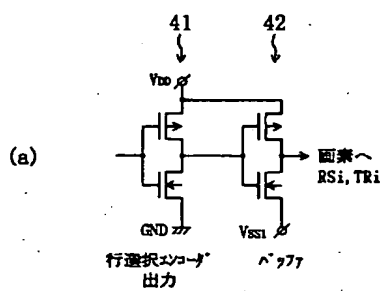 41 42
VDD
(a)
画素へ
RSi, TRi
GND
VSS1
行選択エンコーダ
出力
バッファ